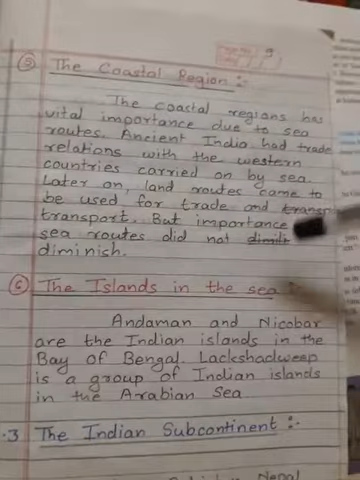 5 The Coastal Region :-
The coastal regions has
vital importance due to sea
routes. Ancient India had trade
relations with the western
countries carried on by sea.
Later on, land routes came to
be used for trade and transp
transport. But importance
sea routes did not dimili
diminish.
6 The Islands in the sea :-
Andaman and Nicobar
are the Indian islands in the
Bay of Bengal. Lackshadweep
is a group of Indian islands
in the Arabian Sea
.3 The Indian Subcontinent :-
Nepal